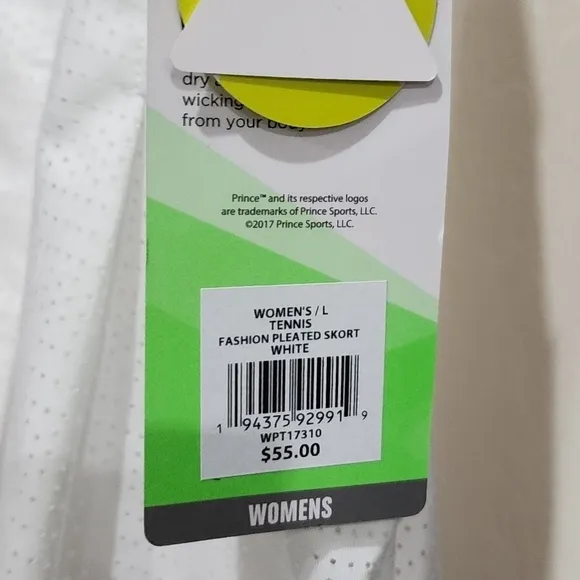 dry
wicking
from your body
Prince™ and its respective logos
are trademarks of Prince Sports, LLC.
©2017 Prince Sports, LLC.
WOMEN'S / L
TENNIS
FASHION PLEATED SKORT
WHITE
1 94375 92991 9
WPT17310
$55.00
WOMENS